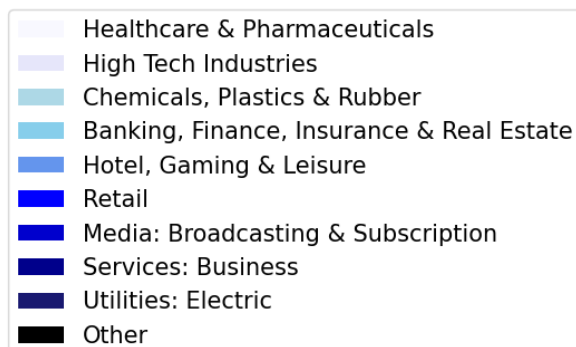 Healthcare & Pharmaceuticals
High Tech Industries
Chemicals, Plastics & Rubber
Banking, Finance, Insurance & Real Estate
Hotel, Gaming & Leisure
Retail
Media: Broadcasting & Subscription
Services: Business
Utilities: Electric
Other